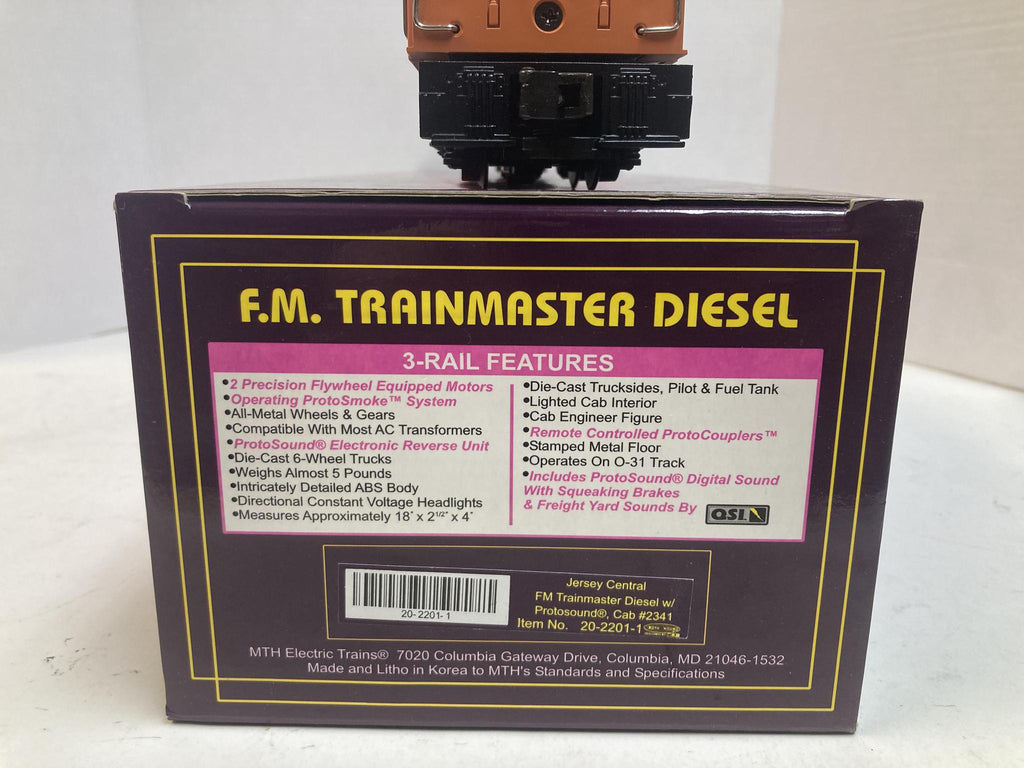 F.M. TRAINMASTER DIESEL
3-RAIL FEATURES
•2 Precision Flywheel Equipped Motors
•Operating ProtoSmoke™ System
•All-Metal Wheels & Gears
•Compatible With Most AC Transformers
•ProtoSound® Electronic Reverse Unit
•Die-Cast 6-Wheel Trucks
•Weighs Almost 5 Pounds
•Intricately Detailed ABS Body
•Directional Constant Voltage Headlights
•Measures Approximately 18" x 2 1/2" x 4"
•Die-Cast Trucksides, Pilot & Fuel Tank
•Lighted Cab Interior
•Cab Engineer Figure
•Remote Controlled ProtoCouplers™
•Stamped Metal Floor
•Operates On O-31 Track
•Includes ProtoSound® Digital Sound
With Squeaking Brakes
& Freight Yard Sounds By
QSI
20-2201-1
Jersey Central
FM Trainmaster Diesel w/
Protosound®, Cab #2341
Item No. 20-2201-1
MTH Electric Trains® 7020 Columbia Gateway Drive, Columbia, MD 21046-1532
Made and Litho in Korea to MTH's Standards and Specifications